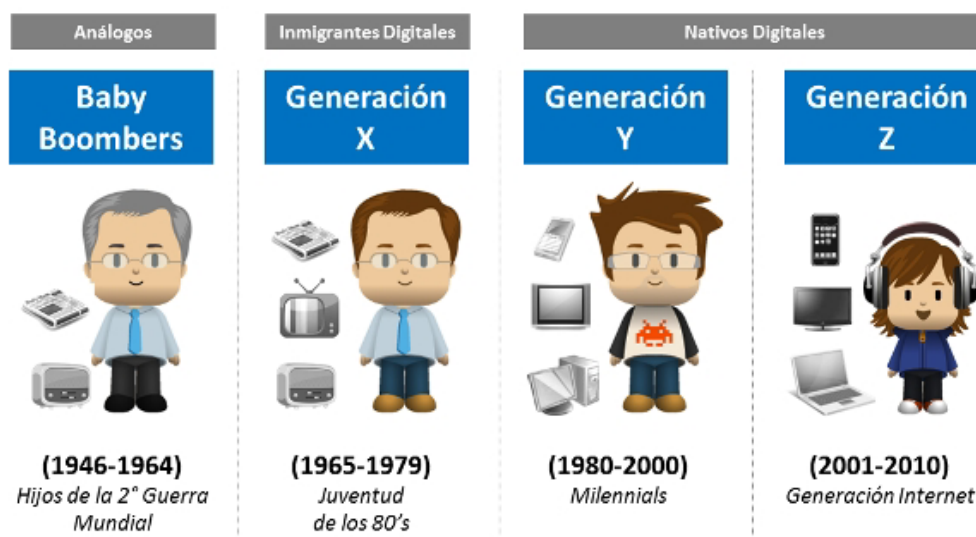 Análogos
Inmigrantes Digitales
Nativos Digitales
Baby
Boombers
Generación
X
Generación
Y
Generación
Z
(1946-1964)
Hijos de la 2° Guerra
Mundial
(1965-1979)
Juventud
de los 80's
(1980-2000)
Milennials
(2001-2010)
Generación Internet